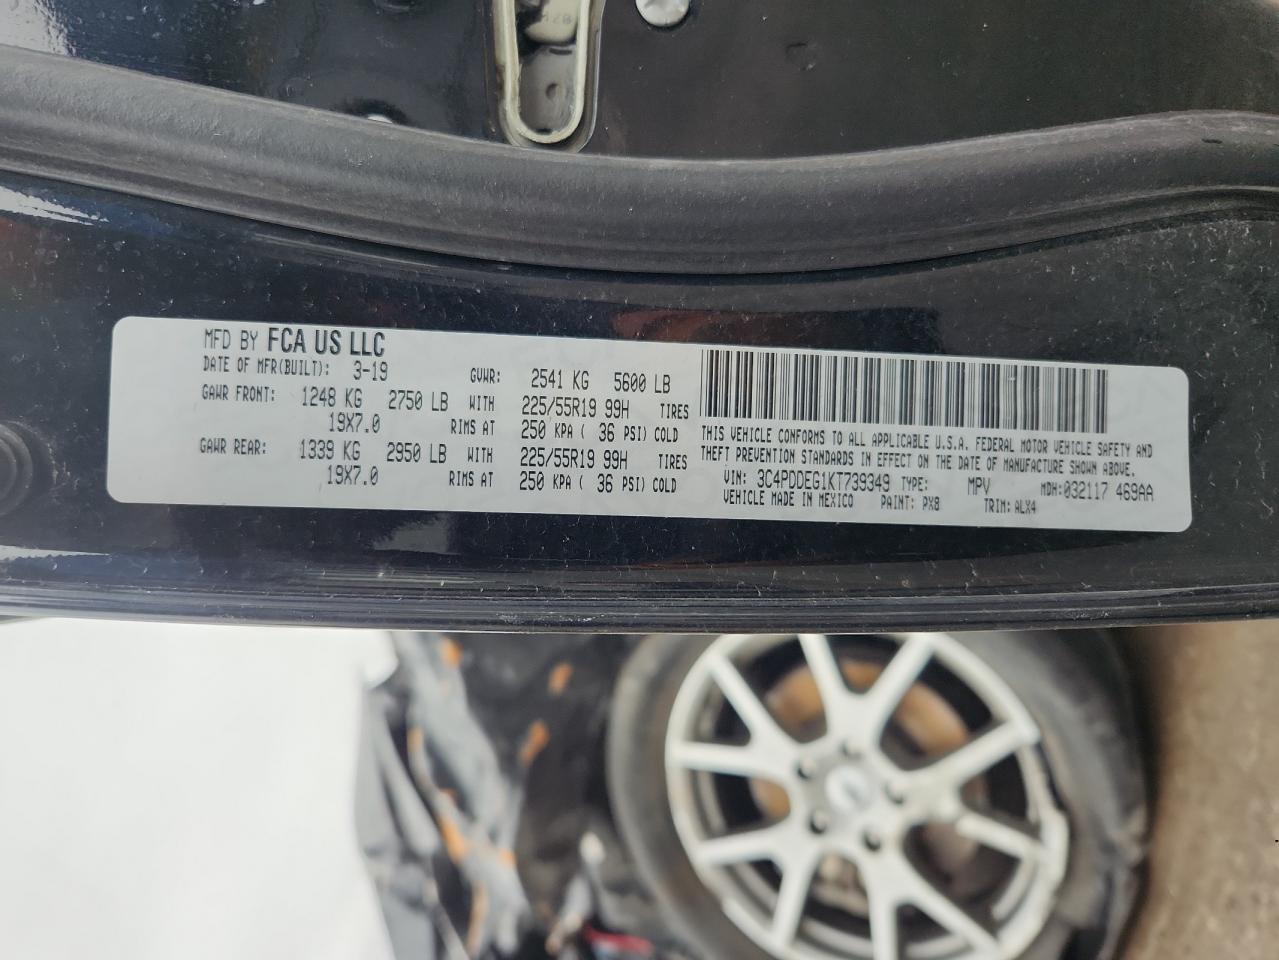 MFD BY FCA US LLC
DATE OF MFR(BUILT): 3-19 GVWR: 2541 KG 5600 LB
GAWR FRONT: 1248 KG 2750 LB WITH 225/55R19 99H TIRES
19X7.0 RIMS AT 250 KPA ( 36 PSI) COLD
GAWR REAR: 1339 KG 2950 LB WITH 225/55R19 99H TIRES
19X7.0 RIMS AT 250 KPA ( 36 PSI) COLD
THIS VEHICLE CONFORMS TO ALL APPLICABLE U.S.A. FEDERAL MOTOR VEHICLE SAFETY AND
THEFT PREVENTION STANDARDS IN EFFECT ON THE DATE OF MANUFACTURE SHOWN ABOVE.
VIN: 3C4PDDEG1KT739349 TYPE: MPV MDH:032117 469AA
VEHICLE MADE IN MEXICO PAINT: PX8 TRIM: ALX4